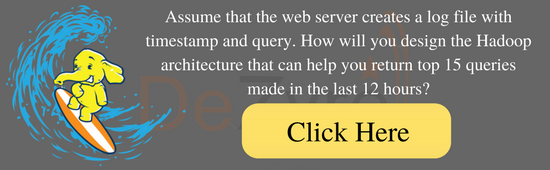 Assume that the web server creates a log file with
timestamp and query. How will you design the Hadoop
architecture that can help you return top 15 queries
made in the last 12 hours?
Click Here